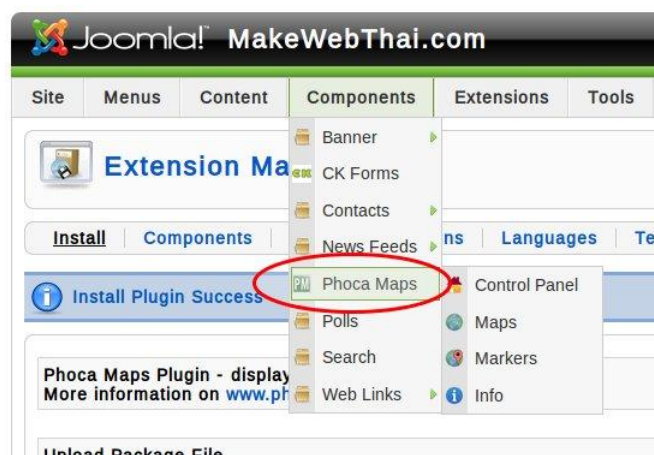 Joomla! MakeWebThai.com
Site Menus Content Components Extensions Tools
Banner
Extension Ma
CK CK Forms
Contacts
Install Components ns Languages Te
News Feeds
PM Phoca Maps Control Panel
Install Plugin Success
Polls Maps
Search Markers
Phoca Maps Plugin - display
More information on www.ph Web Links Info
Upload Package File